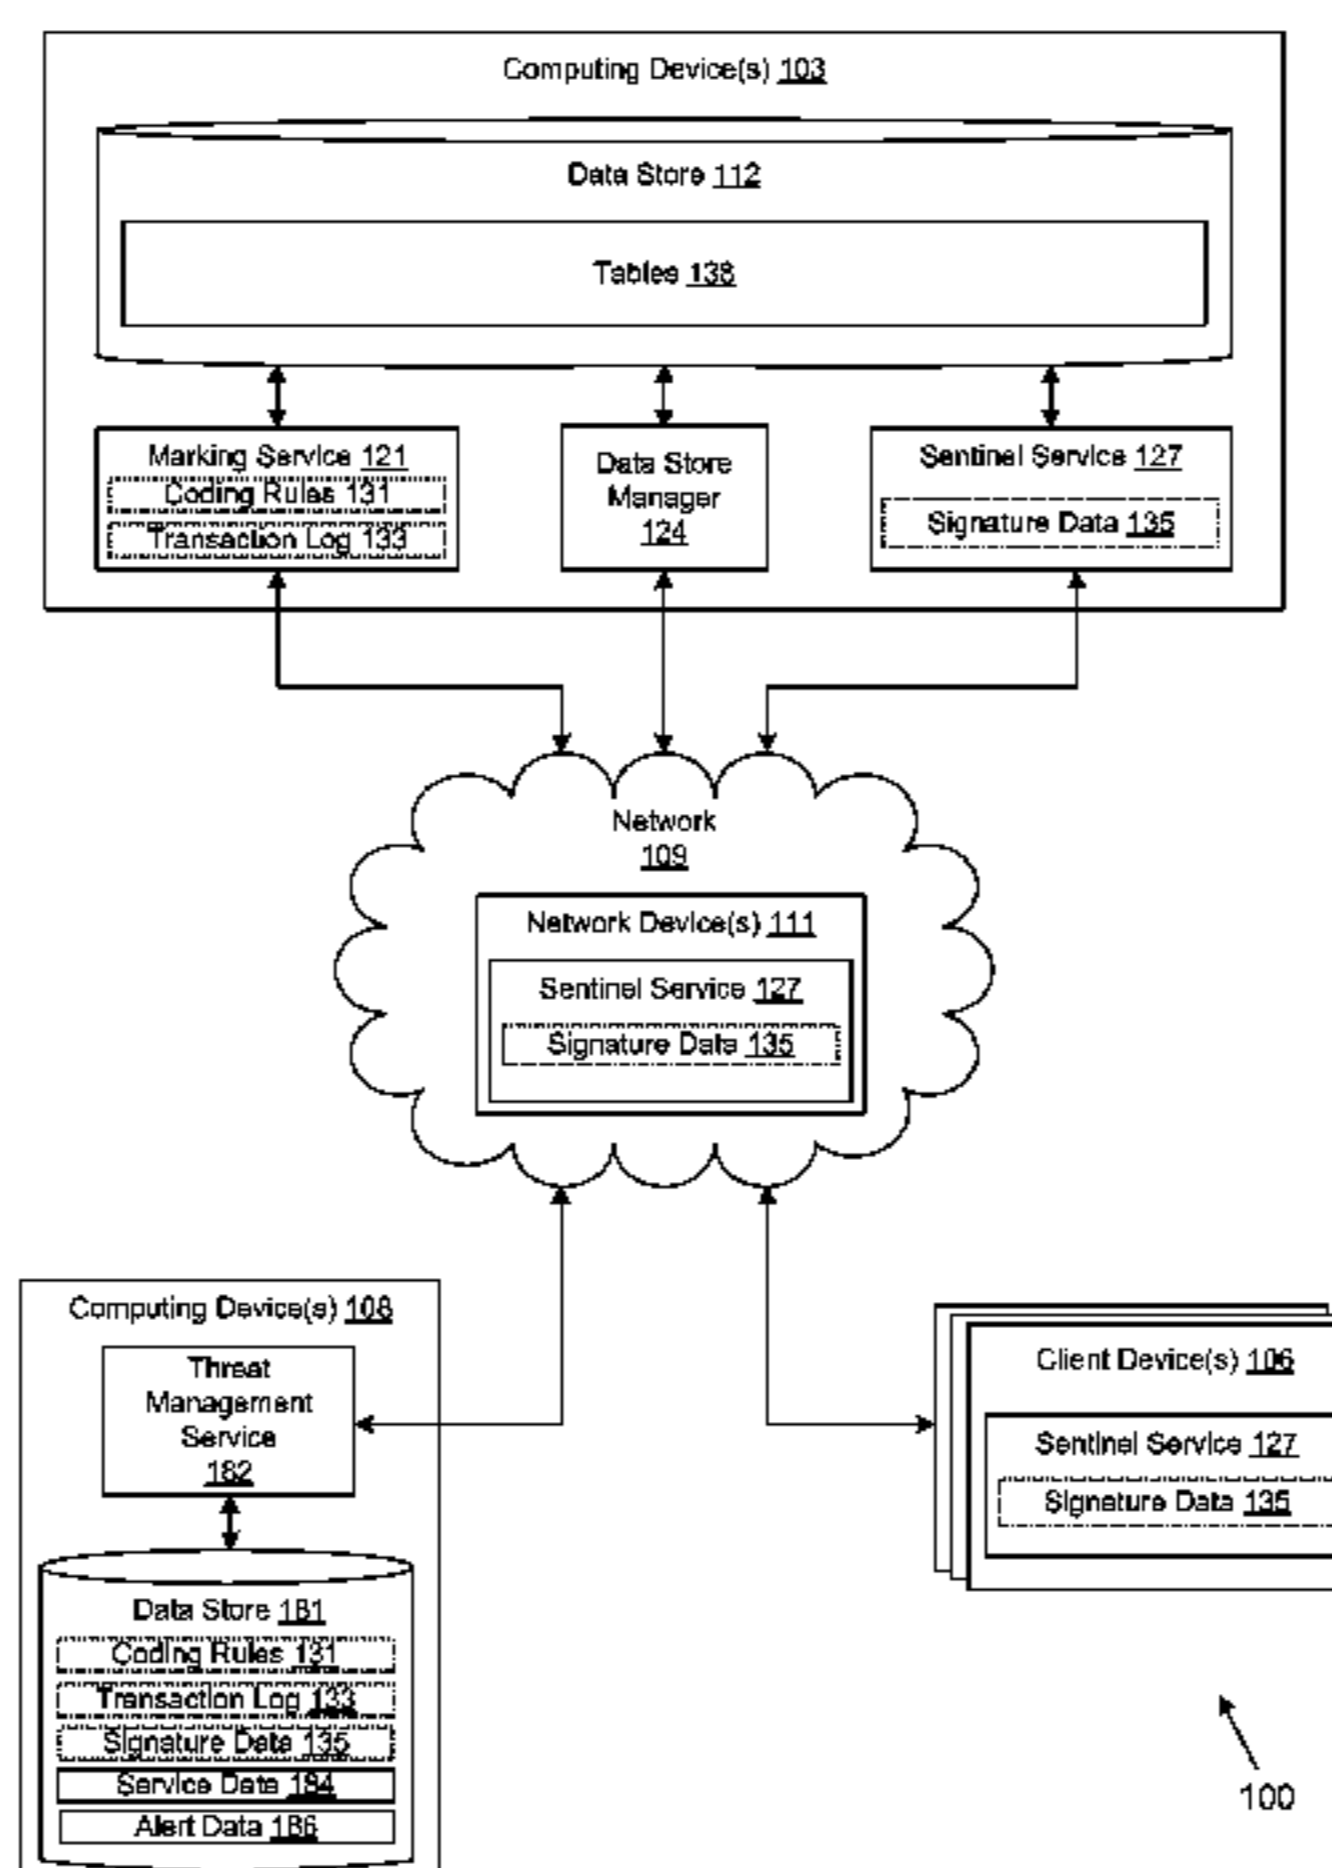 Computing Device(s) 103
Data Store 112
Tables 138
Marking Service 121
Coding Rules 131
Transaction Log 133
Data Store
Manager
124
Sentinel Service 127
Signature Data 135
Network
109
Network Device(s) 111
Sentinel Service 127
Signature Data 135
Computing Device(s) 108
Threat
Management
Service
182
Data Store 181
Coding Rules 131
Transaction Log 133
Signature Data 135
Service Data 184
Alert Data 186
Client Device(s) 106
Sentinel Service 127
Signature Data 135
100